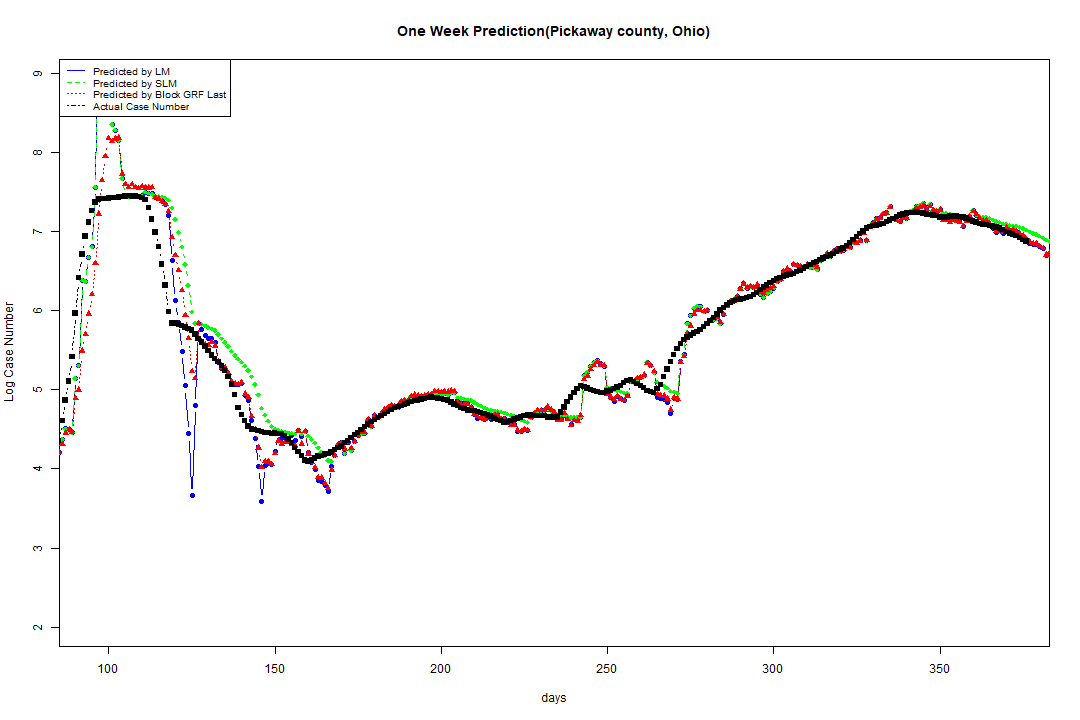 One Week Prediction(Pickaway county, Ohio)
Predicted by LM
Predicted by SLM
Predicted by Block GRF Last
Actual Case Number
Log Case Number
9
8
7
6
5
4
3
2
100 150 200 250 300 350
days